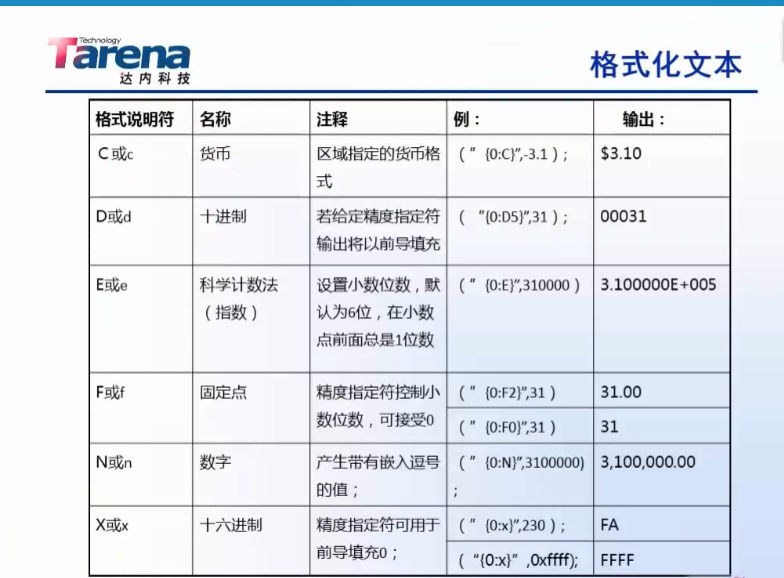 Technology
Tarena
达内科技
格式化文本
格式说明符 名称 注释 例： 输出：
C或c 货币 区域指定的货币格 （" {0:C}",-3.1）; $3.10
式
D或d 十进制 若给定精度指定符 （ "{0:D5}",31）; 00031
输出将以前导填充
E或e 科学计数法 设置小数位数，默 （" {0:E}",310000） 3.100000E+005
（指数） 认为6位，在小数
点前面总是1位数
F或f 固定点 精度指定符控制小 （" {0:F2}",31） 31.00
数位数，可接受0 （" {0:F0}",31） 31
N或n 数字 产生带有嵌入逗号 （" {0:N}",3100000) 3,100,000.00
的值； ;
X或x 十六进制 精度指定符可用于 （" {0:x}",230）; FA
前导填充0； （"{0:x}" ,0xffff); FFFF